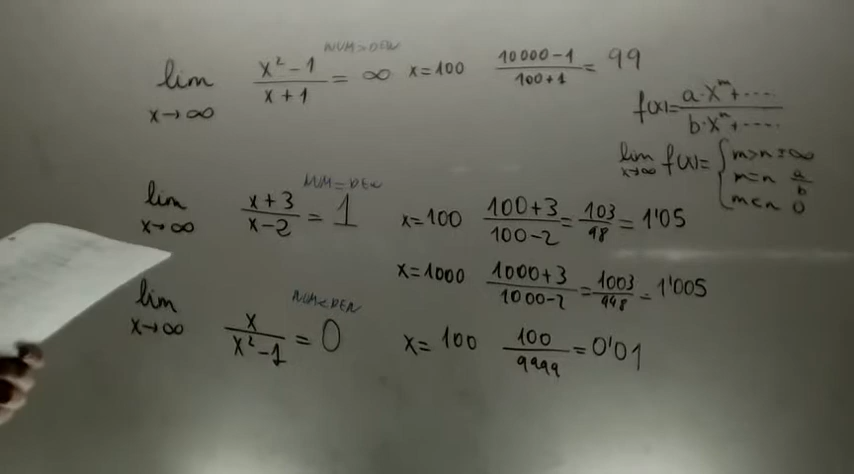 NUM>DEN
lim x→∞ (x²-1)/(x+1) = ∞ x=100 (10000-1)/(100+1) = 99
f(x)=(a·xᵐ+....)/(b·xⁿ+....)
lim x→∞ f(x)={ m>n ±∞
m=n a/b
m<n 0
NUM=DEN
lim x→∞ (x+3)/(x-2) = 1 x=100 (100+3)/(100-2) = 103/98 = 1'05
x=1000 (1000+3)/(1000-2) = 1003/998 = 1'005
NUM<DEN
lim x→∞ x/(x²-1) = 0 x=100 100/9999 = 0'01